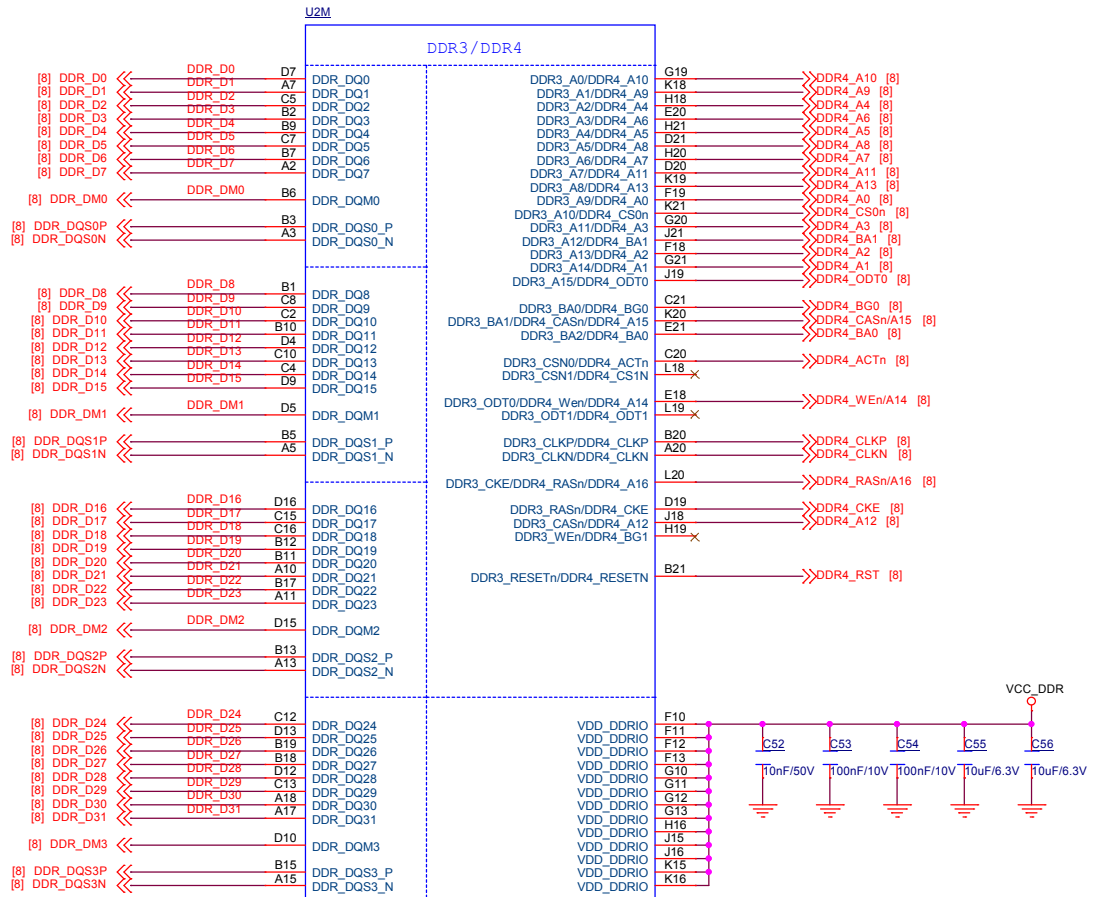 U2M
DDR3/DDR4
[8] DDR_D0 DDR_D0 D7 DDR_DQ0
[8] DDR_D1 DDR_D1 A7 DDR_DQ1
[8] DDR_D2 DDR_D2 C5 DDR_DQ2
[8] DDR_D3 DDR_D3 B2 DDR_DQ3
[8] DDR_D4 DDR_D4 B9 DDR_DQ4
[8] DDR_D5 DDR_D5 C7 DDR_DQ5
[8] DDR_D6 DDR_D6 B7 DDR_DQ6
[8] DDR_D7 DDR_D7 A2 DDR_DQ7
[8] DDR_DM0 DDR_DM0 B6 DDR_DQM0
[8] DDR_DQS0P B3 DDR_DQS0_P
[8] DDR_DQS0N A3 DDR_DQS0_N
[8] DDR_D8 DDR_D8 B1 DDR_DQ8
[8] DDR_D9 DDR_D9 C8 DDR_DQ9
[8] DDR_D10 DDR_D10 C2 DDR_DQ10
[8] DDR_D11 DDR_D11 B10 DDR_DQ11
[8] DDR_D12 DDR_D12 D4 DDR_DQ12
[8] DDR_D13 DDR_D13 C10 DDR_DQ13
[8] DDR_D14 DDR_D14 C4 DDR_DQ14
[8] DDR_D15 DDR_D15 D9 DDR_DQ15
[8] DDR_DM1 DDR_DM1 D5 DDR_DQM1
[8] DDR_DQS1P B5 DDR_DQS1_P
[8] DDR_DQS1N A5 DDR_DQS1_N
[8] DDR_D16 DDR_D16 D16 DDR_DQ16
[8] DDR_D17 DDR_D17 C15 DDR_DQ17
[8] DDR_D18 DDR_D18 C16 DDR_DQ18
[8] DDR_D19 DDR_D19 B12 DDR_DQ19
[8] DDR_D20 DDR_D20 B11 DDR_DQ20
[8] DDR_D21 DDR_D21 A10 DDR_DQ21
[8] DDR_D22 DDR_D22 B17 DDR_DQ22
[8] DDR_D23 DDR_D23 A11 DDR_DQ23
[8] DDR_DM2 DDR_DM2 D15 DDR_DQM2
[8] DDR_DQS2P B13 DDR_DQS2_P
[8] DDR_DQS2N A13 DDR_DQS2_N
[8] DDR_D24 DDR_D24 C12 DDR_DQ24
[8] DDR_D25 DDR_D25 D13 DDR_DQ25
[8] DDR_D26 DDR_D26 B19 DDR_DQ26
[8] DDR_D27 DDR_D27 B18 DDR_DQ27
[8] DDR_D28 DDR_D28 D12 DDR_DQ28
[8] DDR_D29 DDR_D29 C13 DDR_DQ29
[8] DDR_D30 DDR_D30 A18 DDR_DQ30
[8] DDR_D31 DDR_D31 A17 DDR_DQ31
[8] DDR_DM3 D10 DDR_DQM3
[8] DDR_DQS3P B15 DDR_DQS3_P
[8] DDR_DQS3N A15 DDR_DQS3_N
DDR3_A0/DDR4_A10 G19 DDR4_A10 [8]
DDR3_A1/DDR4_A9 K18 DDR4_A9 [8]
DDR3_A2/DDR4_A4 H18 DDR4_A4 [8]
DDR3_A3/DDR4_A6 E20 DDR4_A6 [8]
DDR3_A4/DDR4_A5 H21 DDR4_A5 [8]
DDR3_A5/DDR4_A8 D21 DDR4_A8 [8]
DDR3_A6/DDR4_A7 H20 DDR4_A7 [8]
DDR3_A7/DDR4_A11 D20 DDR4_A11 [8]
DDR3_A8/DDR4_A13 K19 DDR4_A13 [8]
DDR3_A9/DDR4_A0 F19 DDR4_A0 [8]
DDR3_A10/DDR4_CS0n K21 DDR4_CS0n [8]
DDR3_A11/DDR4_A3 G20 DDR4_A3 [8]
DDR3_A12/DDR4_BA1 J21 DDR4_BA1 [8]
DDR3_A13/DDR4_A2 F18 DDR4_A2 [8]
DDR3_A14/DDR4_A1 G21 DDR4_A1 [8]
DDR3_A15/DDR4_ODT0 J19 DDR4_ODT0 [8]
DDR3_BA0/DDR4_BG0 C21 DDR4_BG0 [8]
DDR3_BA1/DDR4_CASn/DDR4_A15 K20 DDR4_CASn/A15 [8]
DDR3_BA2/DDR4_BA0 E21 DDR4_BA0 [8]
DDR3_CSN0/DDR4_ACTn C20 DDR4_ACTn [8]
DDR3_CSN1/DDR4_CS1N L18
DDR3_ODT0/DDR4_Wen/DDR4_A14 E18 DDR4_WEn/A14 [8]
DDR3_ODT1/DDR4_ODT1 L19
DDR3_CLKP/DDR4_CLKP B20 DDR4_CLKP [8]
DDR3_CLKN/DDR4_CLKN A20 DDR4_CLKN [8]
DDR3_CKE/DDR4_RASn/DDR4_A16 L20 DDR4_RASn/A16 [8]
DDR3_RASn/DDR4_CKE D19 DDR4_CKE [8]
DDR3_CASn/DDR4_A12 J18 DDR4_A12 [8]
DDR3_WEn/DDR4_BG1 H19
DDR3_RESETn/DDR4_RESETN B21 DDR4_RST [8]
VCC_DDR
VDD_DDRIO F10
VDD_DDRIO F11
VDD_DDRIO F12
VDD_DDRIO F13
VDD_DDRIO G10
VDD_DDRIO G11
VDD_DDRIO G12
VDD_DDRIO G13
VDD_DDRIO H16
VDD_DDRIO J15
VDD_DDRIO J16
VDD_DDRIO K15
VDD_DDRIO K16
C52 C53 C54 C55 C56
10nF/50V 100nF/10V 100nF/10V 10uF/6.3V 10uF/6.3V